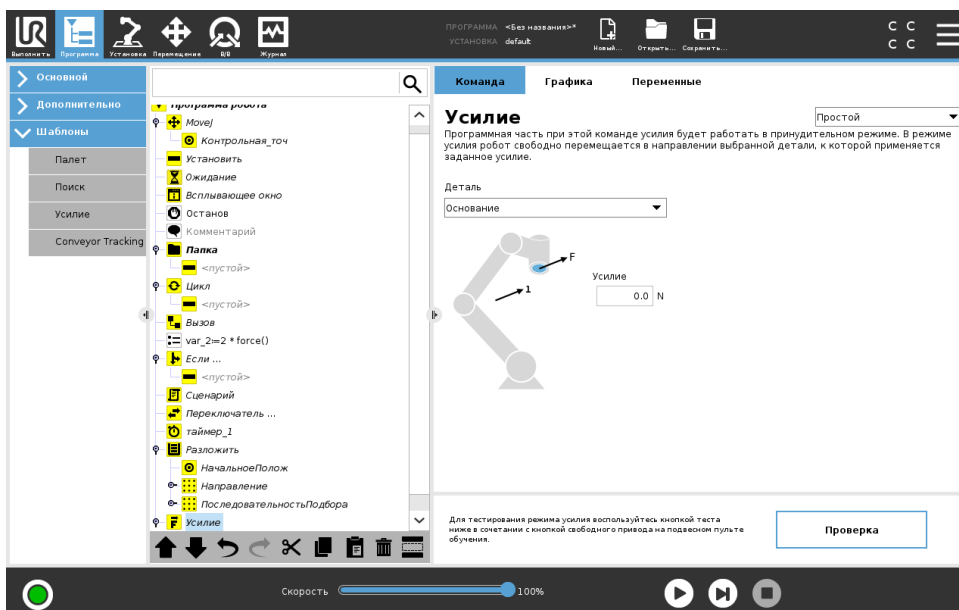 ПРОГРАММА <Без названия>*
УСТАНОВКА default
Выполнить Программа Установка Перемещение В/В Журнал
Новый... Открыть... Сохранить...
C C
C C
Основной
Дополнительно
Шаблоны
Палет
Поиск
Усилие
Conveyor Tracking
Программа робота
MoveJ
Контрольная_точ
Установить
Ожидание
Всплывающее окно
Останов
Комментарий
Папка
<пустой>
Цикл
<пустой>
Вызов
var_2:=2 * force()
Если ...
<пустой>
Сценарий
Переключатель ...
таймер_1
Разложить
НачальноеПолож
Направление
ПоследовательностьПодбора
Усилие
Команда Графика Переменные
Усилие
Простой
Программная часть при этой команде усилия будет работать в принудительном режиме. В режиме
усилия робот свободно перемещается в направлении выбранной детали, к которой применяется
заданное усилие.
Деталь
Основание
F
1
Усилие
0.0 N
Для тестирования режима усилия воспользуйтесь кнопкой теста
ниже в сочетании с кнопкой свободного привода на подвесном пульте
обучения.
Проверка
Скорость 100%